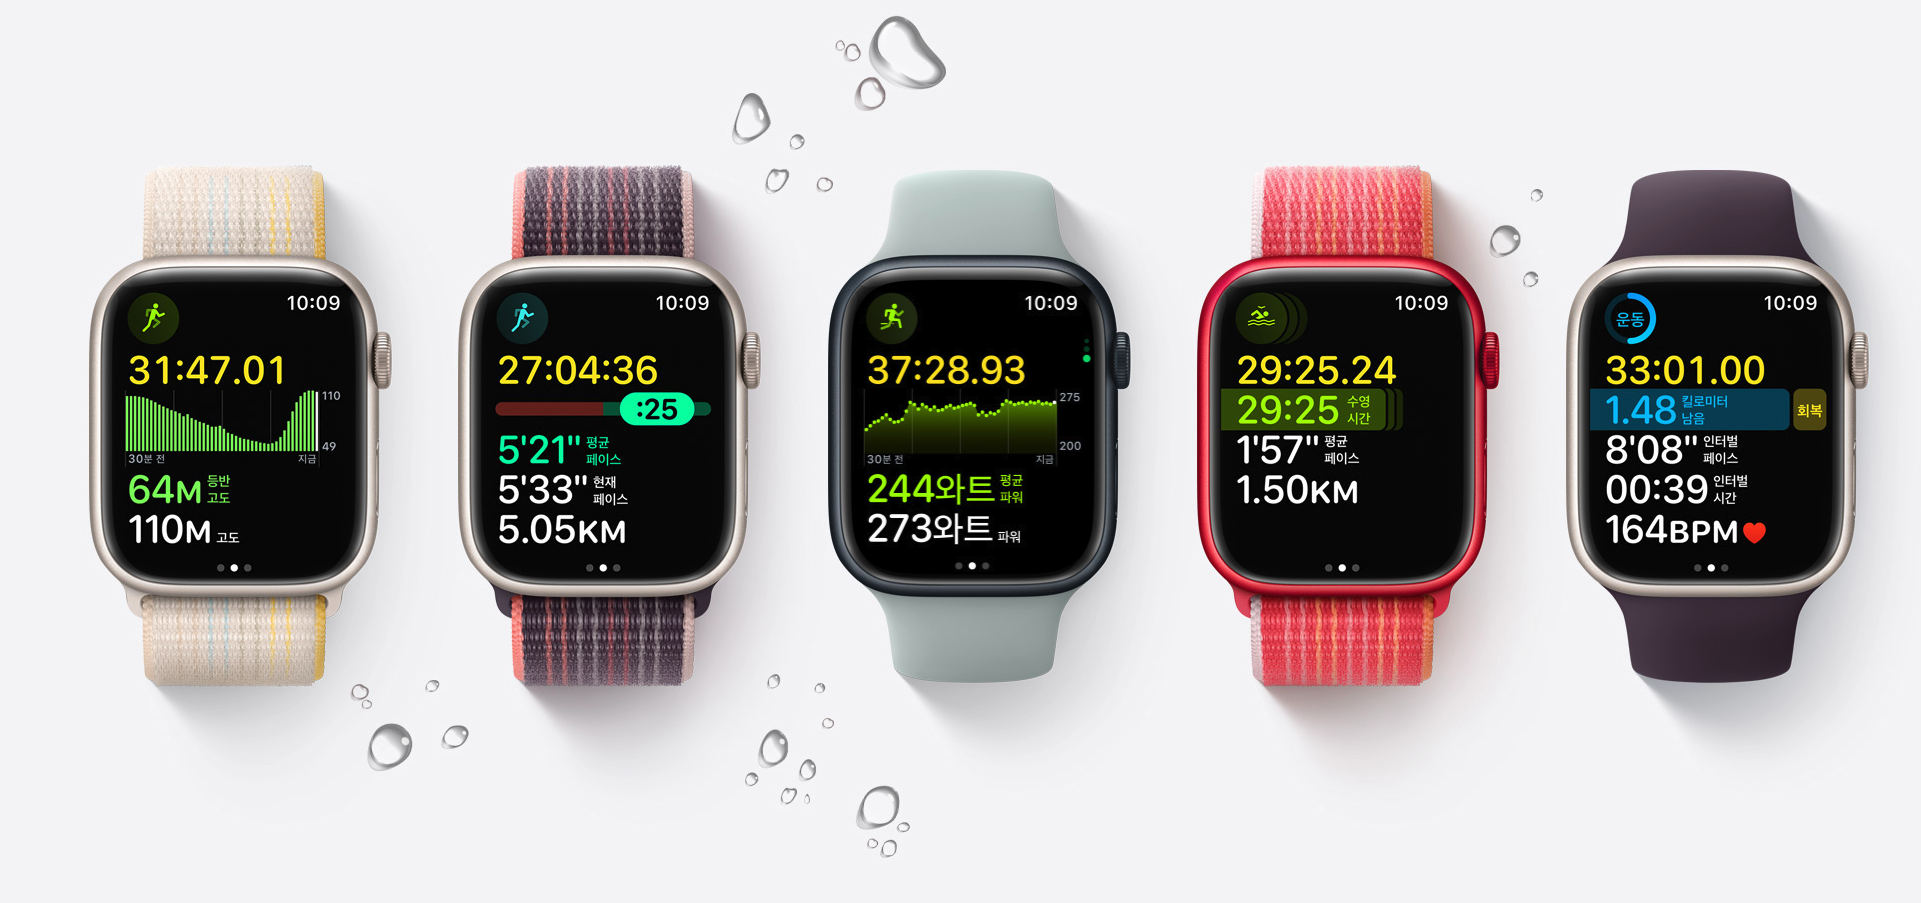 10:09
31:47.01
110
49
30분 전 지금
64M 등반 고도
110M 고도
10:09
27:04:36
:25
5'21" 평균 페이스
5'33" 현재 페이스
5.05KM
10:09
37:28.93
275
200
30분 전 지금
244와트 평균 파워
273와트 파워
10:09
29:25.24
29:25 수영 시간
1'57" 평균 페이스
1.50KM
운동 10:09
33:01.00
1.48 킬로미터 남음 회복
8'08" 인터벌 페이스
00:39 인터벌 시간
164BPM